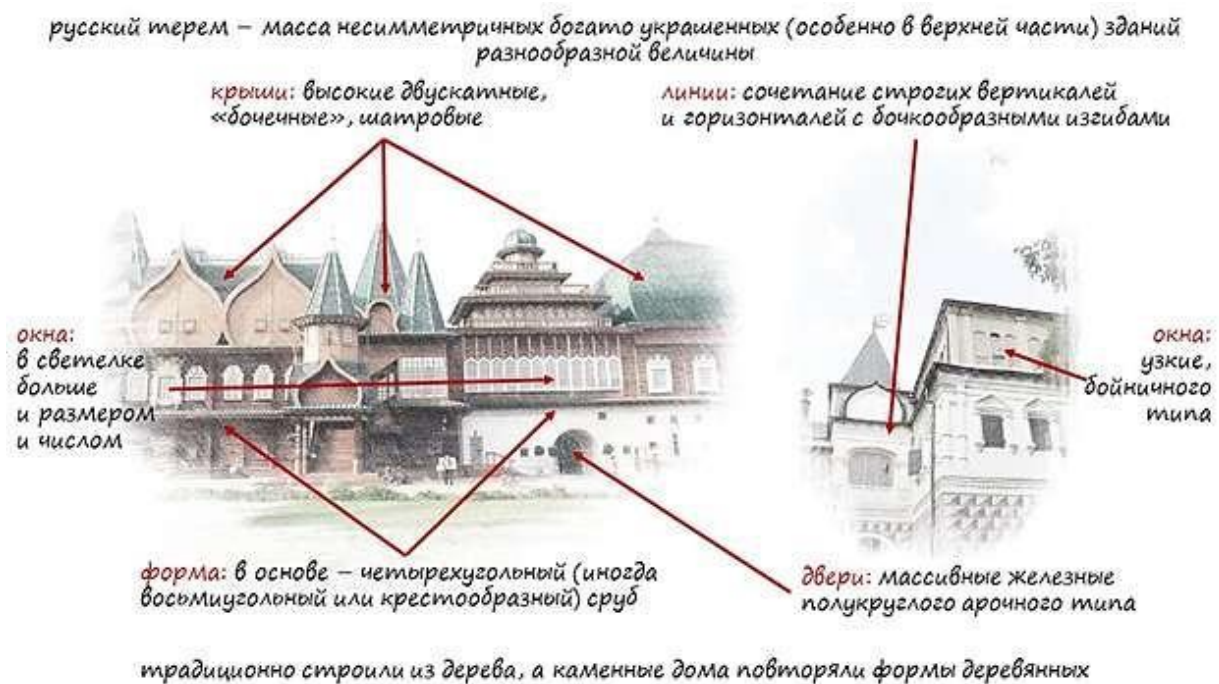 русский терем – масса несимметричных богато украшенных (особенно в верхней части) зданий
разнообразной величины
крыши: высокие двускатные,
«бочечные», шатровые
линии: сочетание строгих вертикалей
и горизонталей с бочкообразными изгибами
окна:
в светелке
больше
и размером
и числом
окна:
узкие,
бойничного
типа
форма: в основе – четырехугольный (иногда
восьмиугольный или крестообразный) сруб
двери: массивные железные
полукруглого арочного типа
традиционно строили из дерева, а каменные дома повторяли формы деревянных